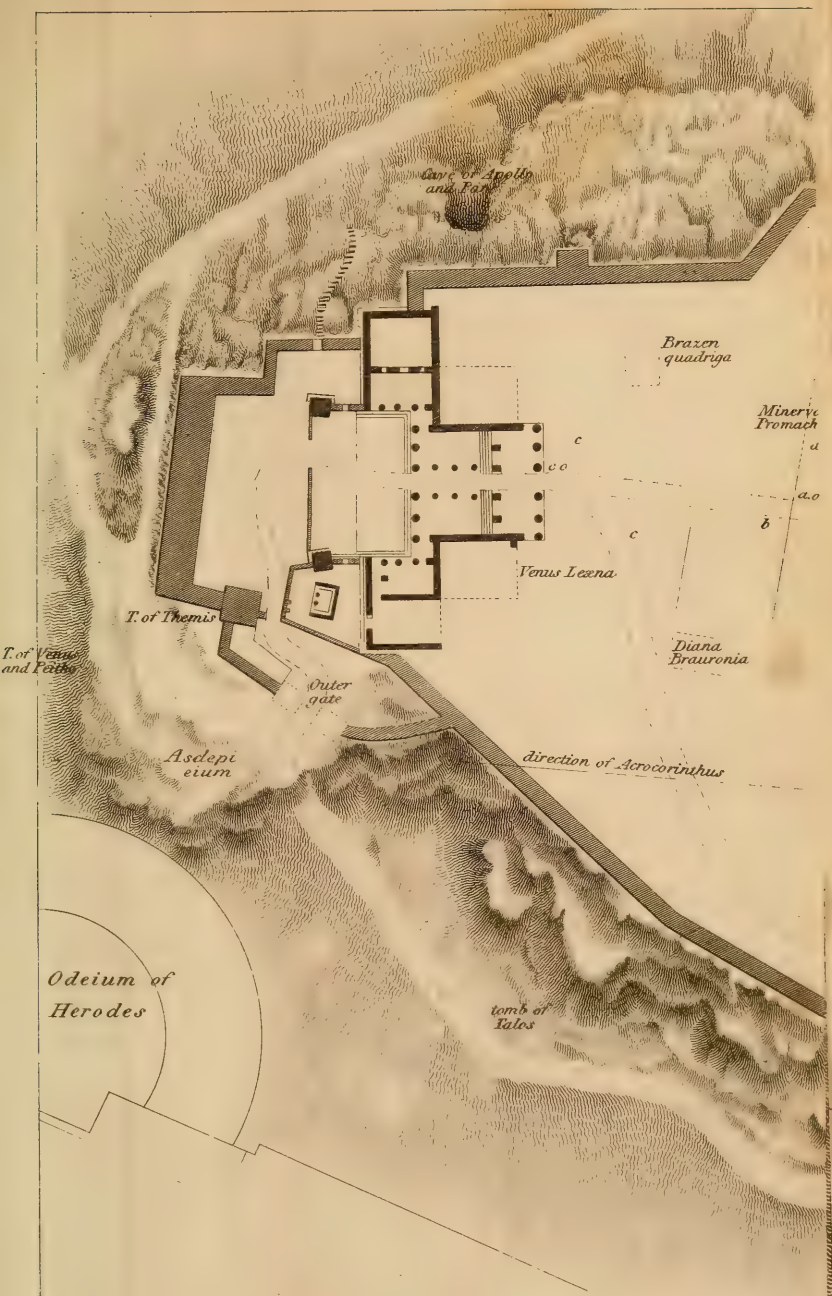 Cave of Apollo
and Pan
Brazen
quadriga
Minerv
Promach
a
c
c o
a.o
b
c
Venus Leæna
T. of Themis
T. of Venus
and Peitho
Diana
Brauronia
Outer
gate
Asclepi
eium
direction of Acrocorinthus
Odeium of
Herodes
tomb of
Talos